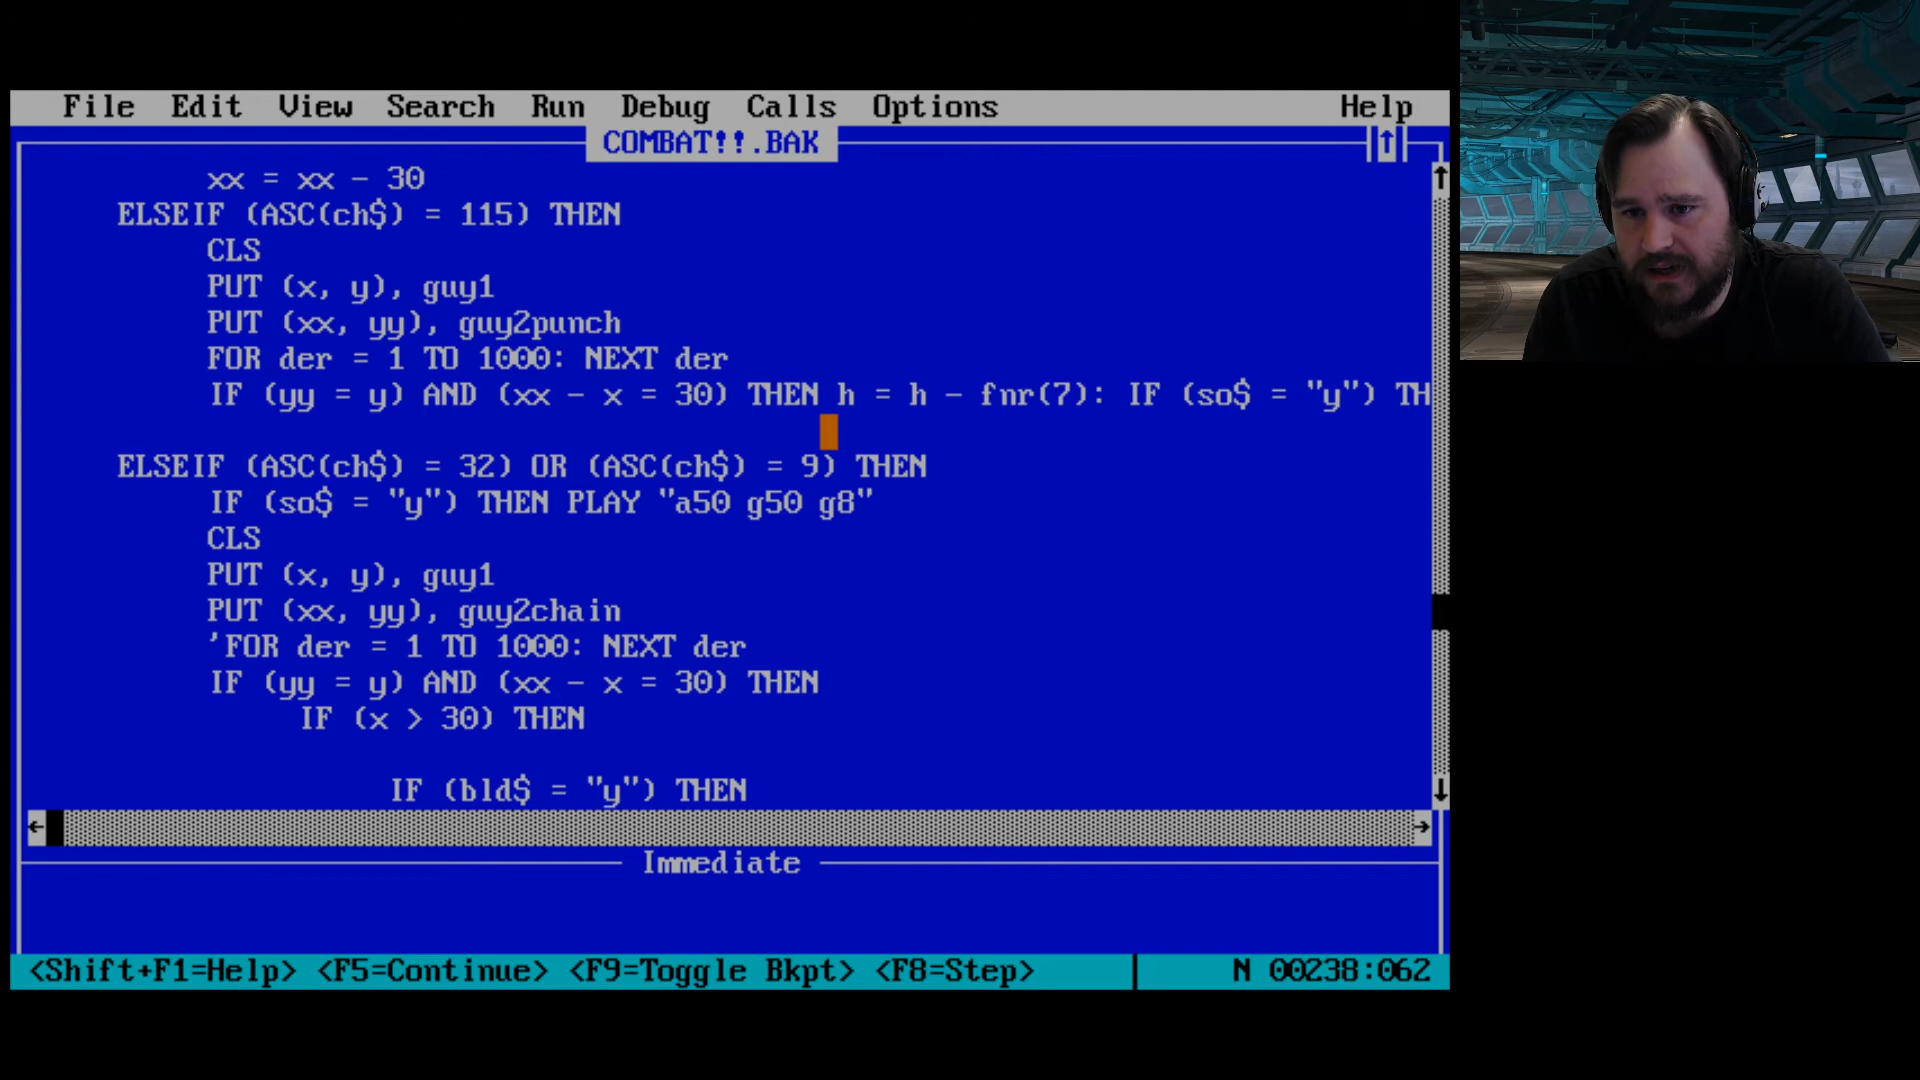 File Edit View Search Run Debug Calls Options Help
COMBAT!!.BAK
xx = xx - 30
ELSEIF (ASC(ch$) = 115) THEN
CLS
PUT (x, y), guy1
PUT (xx, yy), guy2punch
FOR der = 1 TO 1000: NEXT der
IF (yy = y) AND (xx - x = 30) THEN h = h - fnr(7): IF (so$ = "y") TH
ELSEIF (ASC(ch$) = 32) OR (ASC(ch$) = 9) THEN
IF (so$ = "y") THEN PLAY "a50 g50 g8"
CLS
PUT (x, y), guy1
PUT (xx, yy), guy2chain
'FOR der = 1 TO 1000: NEXT der
IF (yy = y) AND (xx - x = 30) THEN
IF (x > 30) THEN
IF (bld$ = "y") THEN
Immediate
<Shift+F1=Help> <F5=Continue> <F9=Toggle Bkpt> <F8=Step> N 00238:062